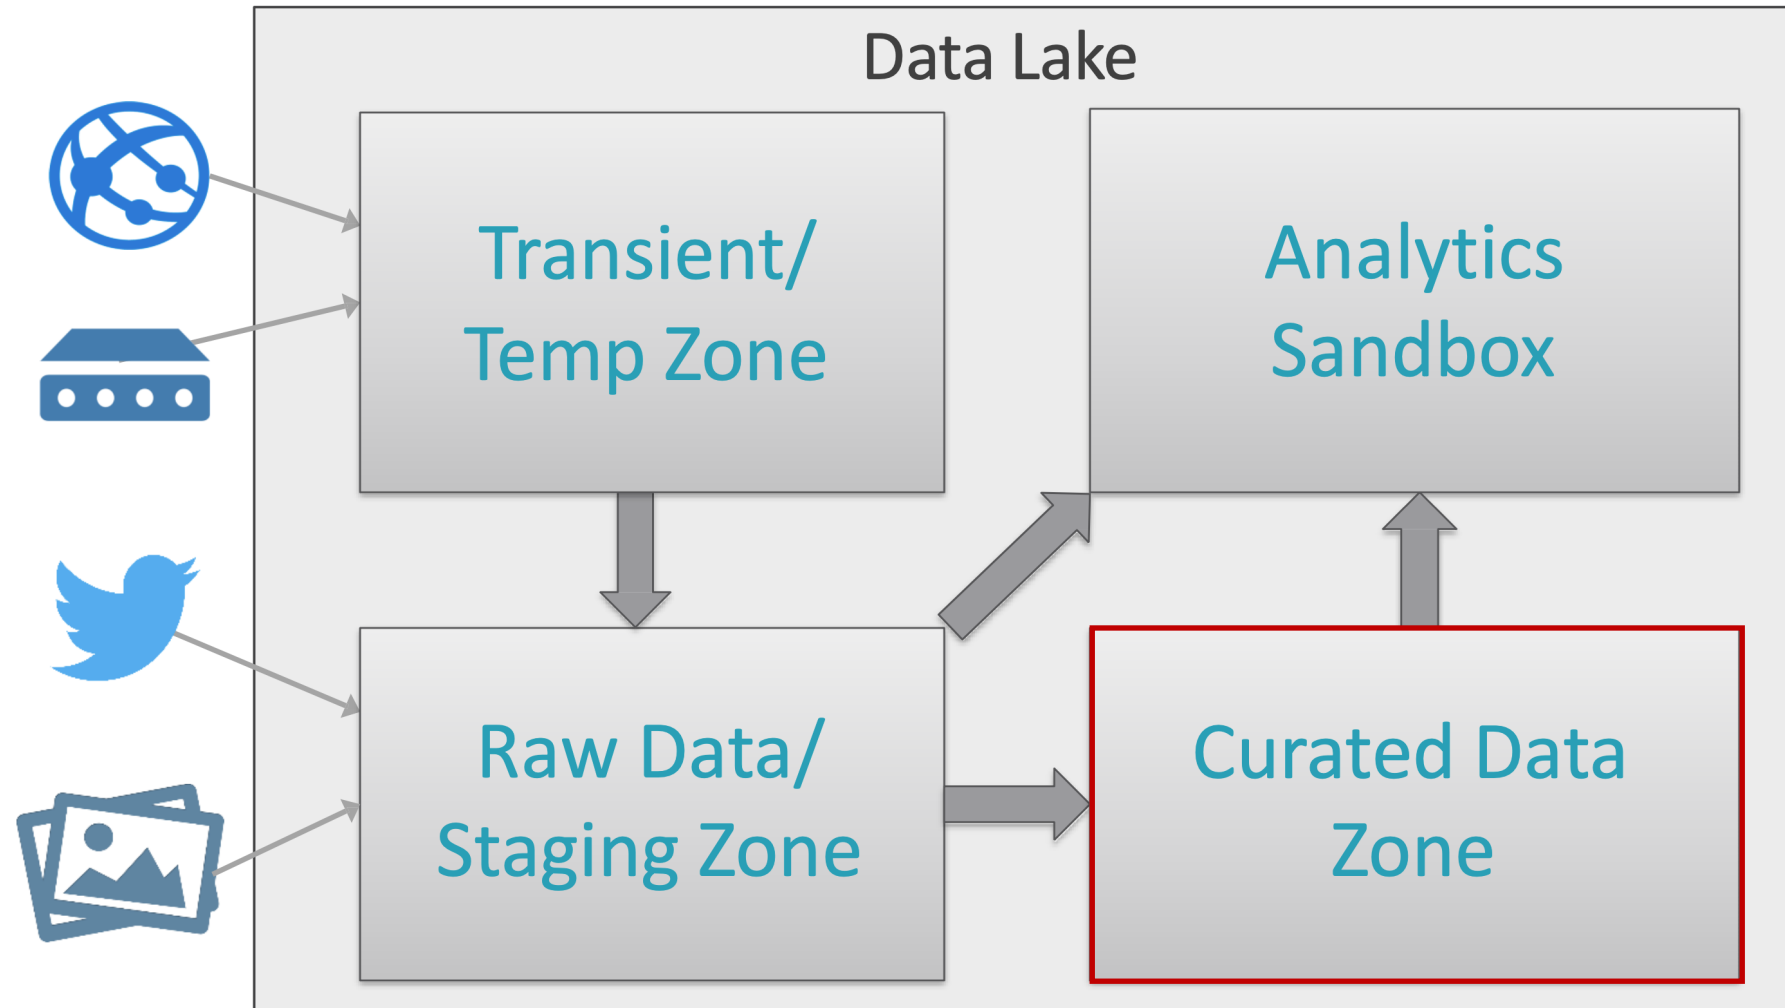 Data Lake
Transient/
Temp Zone
Analytics
Sandbox
Raw Data/
Staging Zone
Curated Data
Zone